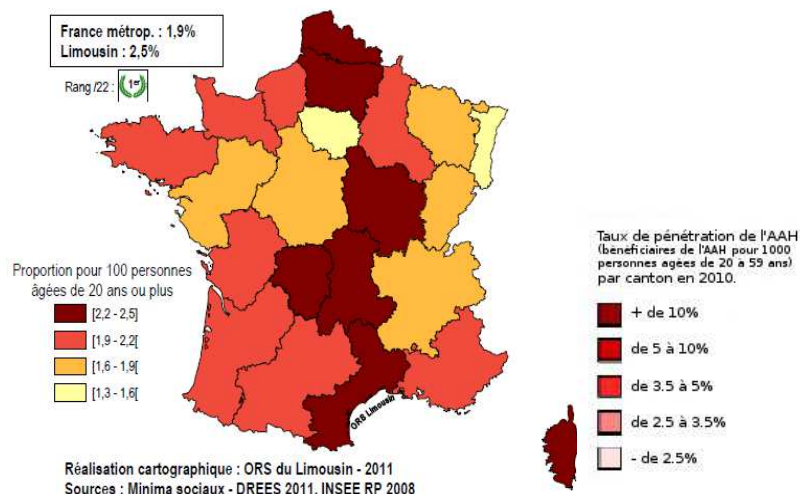 France métrop. : 1,9%
Limousin : 2,5%
Rang /22 : 1er
Proportion pour 100 personnes
âgées de 20 ans ou plus
[2,2 - 2,5]
[1,9 - 2,2[
[1,6 - 1,9[
[1,3 - 1,6[
ORS Limousin
Taux de pénétration de l'AAH
(bénéficiaires de l'AAH pour 1000
personnes agées de 20 à 59 ans)
par canton en 2010.
+ de 10%
de 5 à 10%
de 3.5 à 5%
de 2.5 à 3.5%
- de 2.5%
Réalisation cartographique : ORS du Limousin - 2011
Sources : Minima sociaux - DREES 2011, INSEE RP 2008